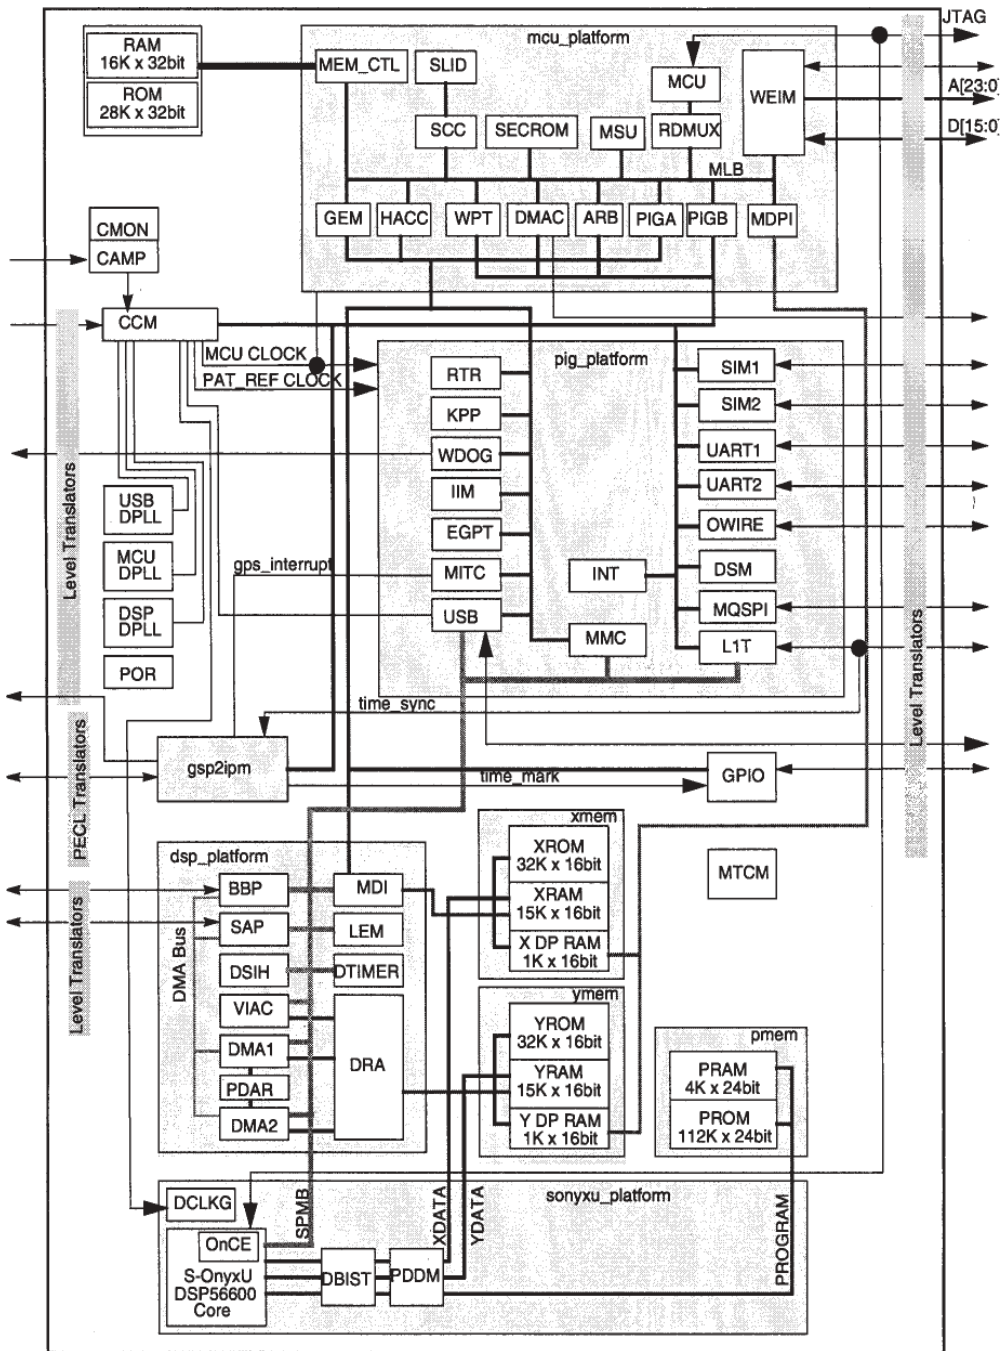 JTAG
mcu_platform
RAM
16K x 32bit
ROM
28K x 32bit
MEM_CTL
SLID
MCU
WEIM
A[23:0]
D[15:0]
SCC
SECROM
MSU
RDMUX
MLB
GEM
HACC
WPT
DMAC
ARB
PIGA
PIGB
MDPI
CMON
CAMP
CCM
MCU CLOCK
PAT_REF CLOCK
pig_platform
RTR
KPP
WDOG
IIM
EGPT
MITC
USB
INT
MMC
SIM1
SIM2
UART1
UART2
OWIRE
DSM
MQSPI
L1T
Level Translators
USB
DPLL
MCU
DPLL
DSP
DPLL
POR
gps_interrupt
Level Translators
time_sync
gsp2ipm
time_mark
GPIO
PECL Translators
MTCM
xmem
XROM
32K x 16bit
XRAM
15K x 16bit
X DP RAM
1K x 16bit
dsp_platform
BBP
SAP
DSIH
VIAC
DMA1
PDAR
DMA2
MDI
LEM
DTIMER
DRA
DMA Bus
Level Translators
ymem
YROM
32K x 16bit
YRAM
15K x 16bit
Y DP RAM
1K x 16bit
pmem
PRAM
4K x 24bit
PROM
112K x 24bit
sonyxu_platform
DCLKG
OnCE
S-OnyxU
DSP56600
Core
SPMB
DBIST
PDDM
XDATA
YDATA
PROGRAM